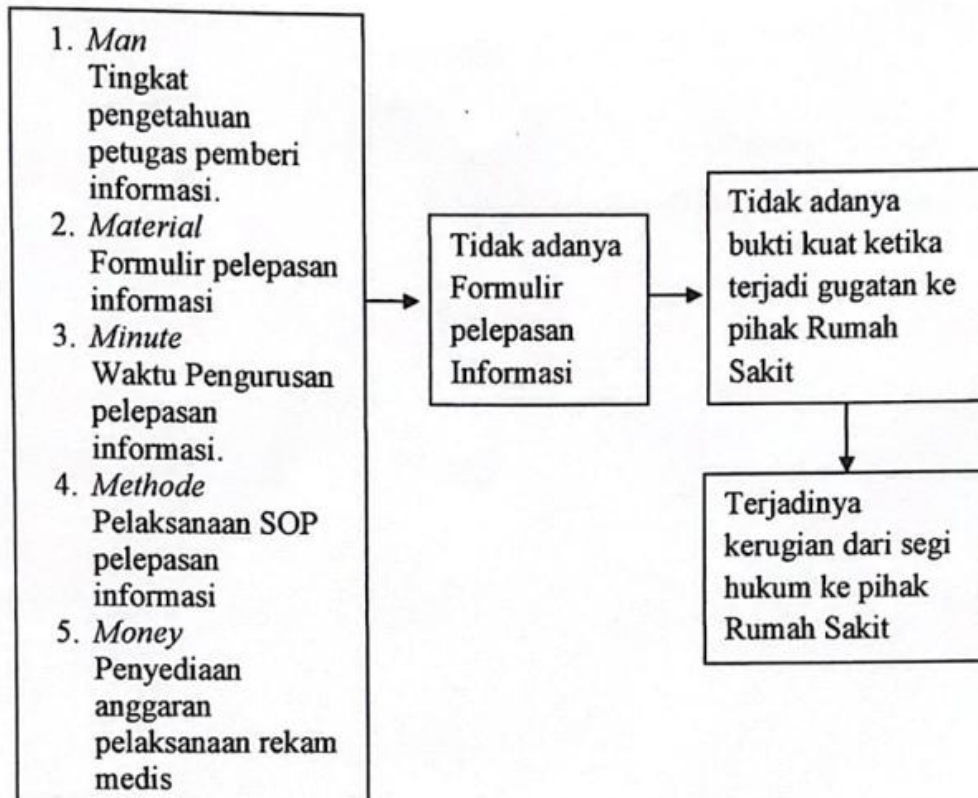 1. Man
Tingkat
pengetahuan
petugas pemberi
informasi.
2. Material
Formulir pelepasan
informasi
3. Minute
Waktu Pengurusan
pelepasan
informasi.
4. Methode
Pelaksanaan SOP
pelepasan
informasi
5. Money
Penyediaan
anggaran
pelaksanaan rekam
medis
Tidak adanya
Formulir
pelepasan
Informasi
Tidak adanya
bukti kuat ketika
terjadi gugatan ke
pihak Rumah
Sakit
Terjadinya
kerugian dari segi
hukum ke pihak
Rumah Sakit